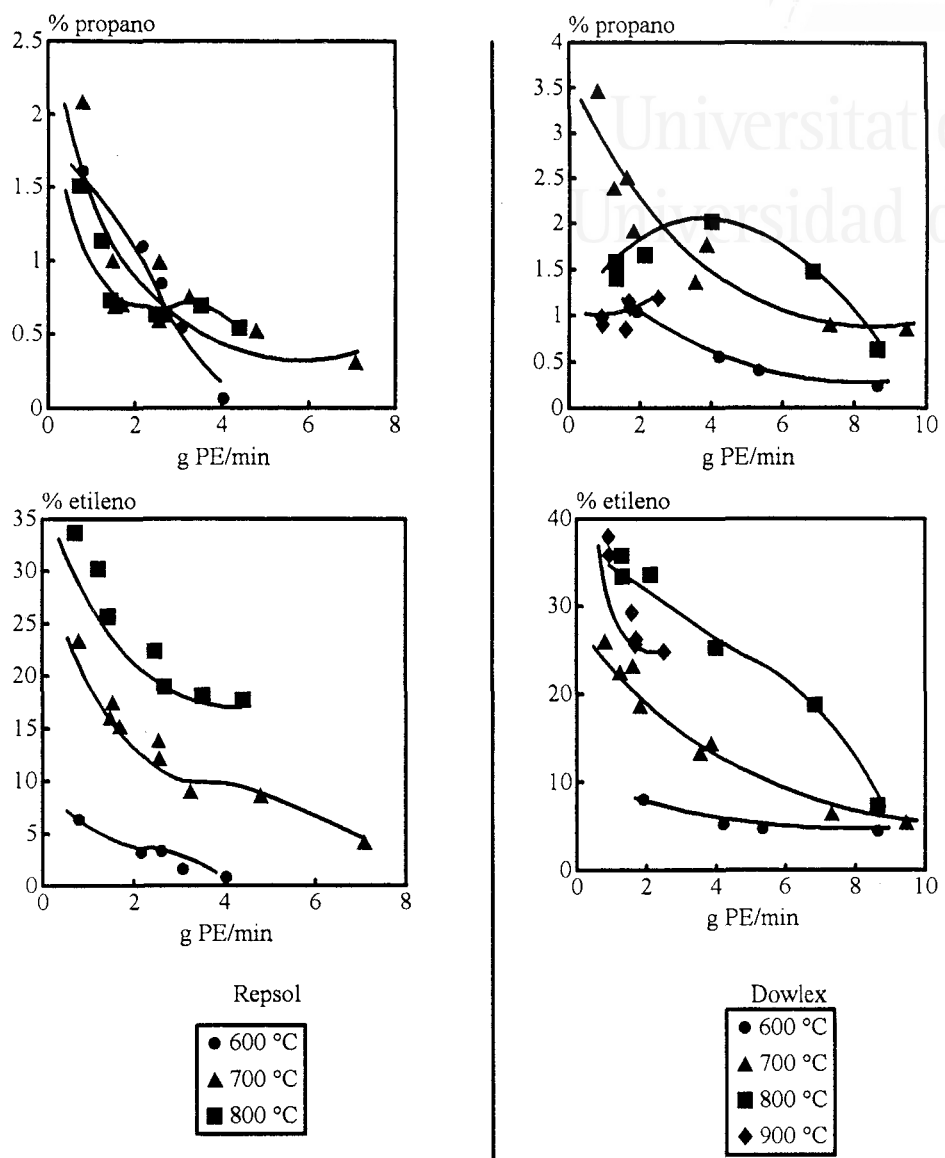 % propano
2.5
2
1.5
1
0.5
0
0 2 4 6 8
g PE/min
% propano
4
3.5
3
2.5
2
1.5
1
0.5
0
0 2 4 6 8 10
g PE/min
% etileno
35
30
25
20
15
10
5
0
0 2 4 6 8
g PE/min
% etileno
40
30
20
10
0
0 2 4 6 8 10
g PE/min
Repsol
600 °C
700 °C
800 °C
Dowlex
600 °C
700 °C
800 °C
900 °C
Universitat
Universidad